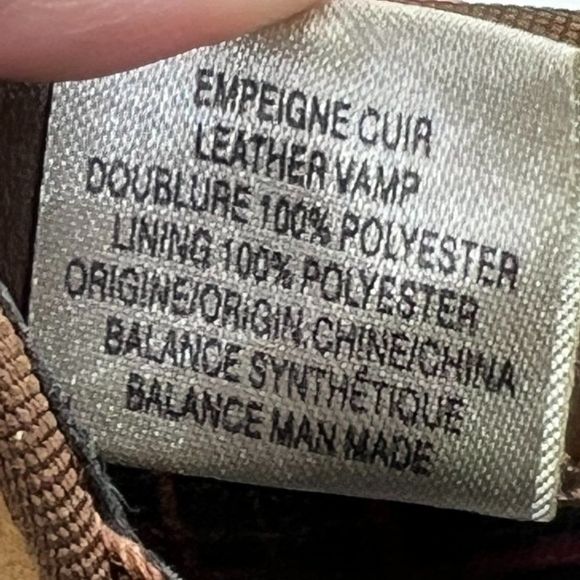 EMPEIGNE CUIR
LEATHER VAMP
DOUBLURE 100% POLYESTER
LINING 100% POLYESTER
ORIGINE/ORIGIN:CHINE/CHINA
BALANCE SYNTHÉTIQUE
BALANCE MAN MADE